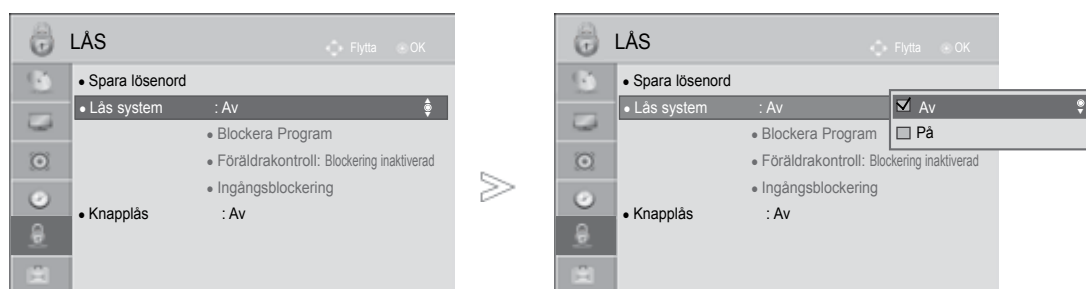 LÅS
Flytta OK
• Spara lösenord
• Lås system : Av
• Blockera Program
• Föräldrakontroll: Blockering inaktiverad
• Ingångsblockering
• Knapplås : Av
LÅS
Flytta OK
• Spara lösenord
• Lås system : Av
Av
På
• Blockera Program
• Föräldrakontroll: Blockering inaktiverad
• Ingångsblockering
• Knapplås : Av